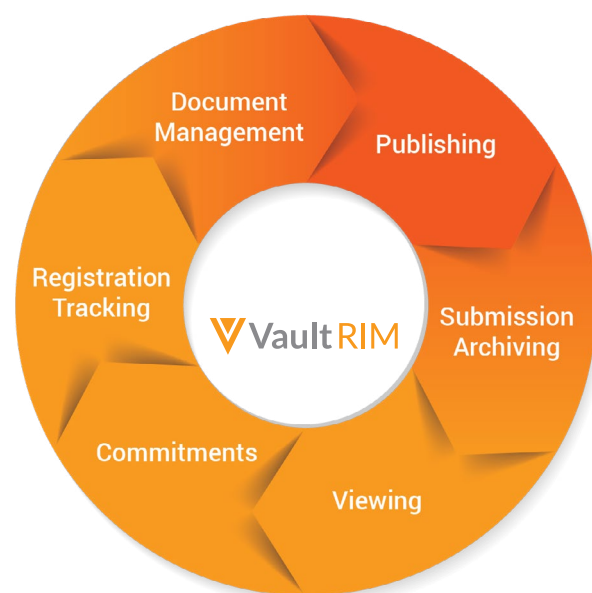 Document
Management
Publishing
Registration
Tracking
Submission
Archiving
Vault RIM
Commitments
Viewing